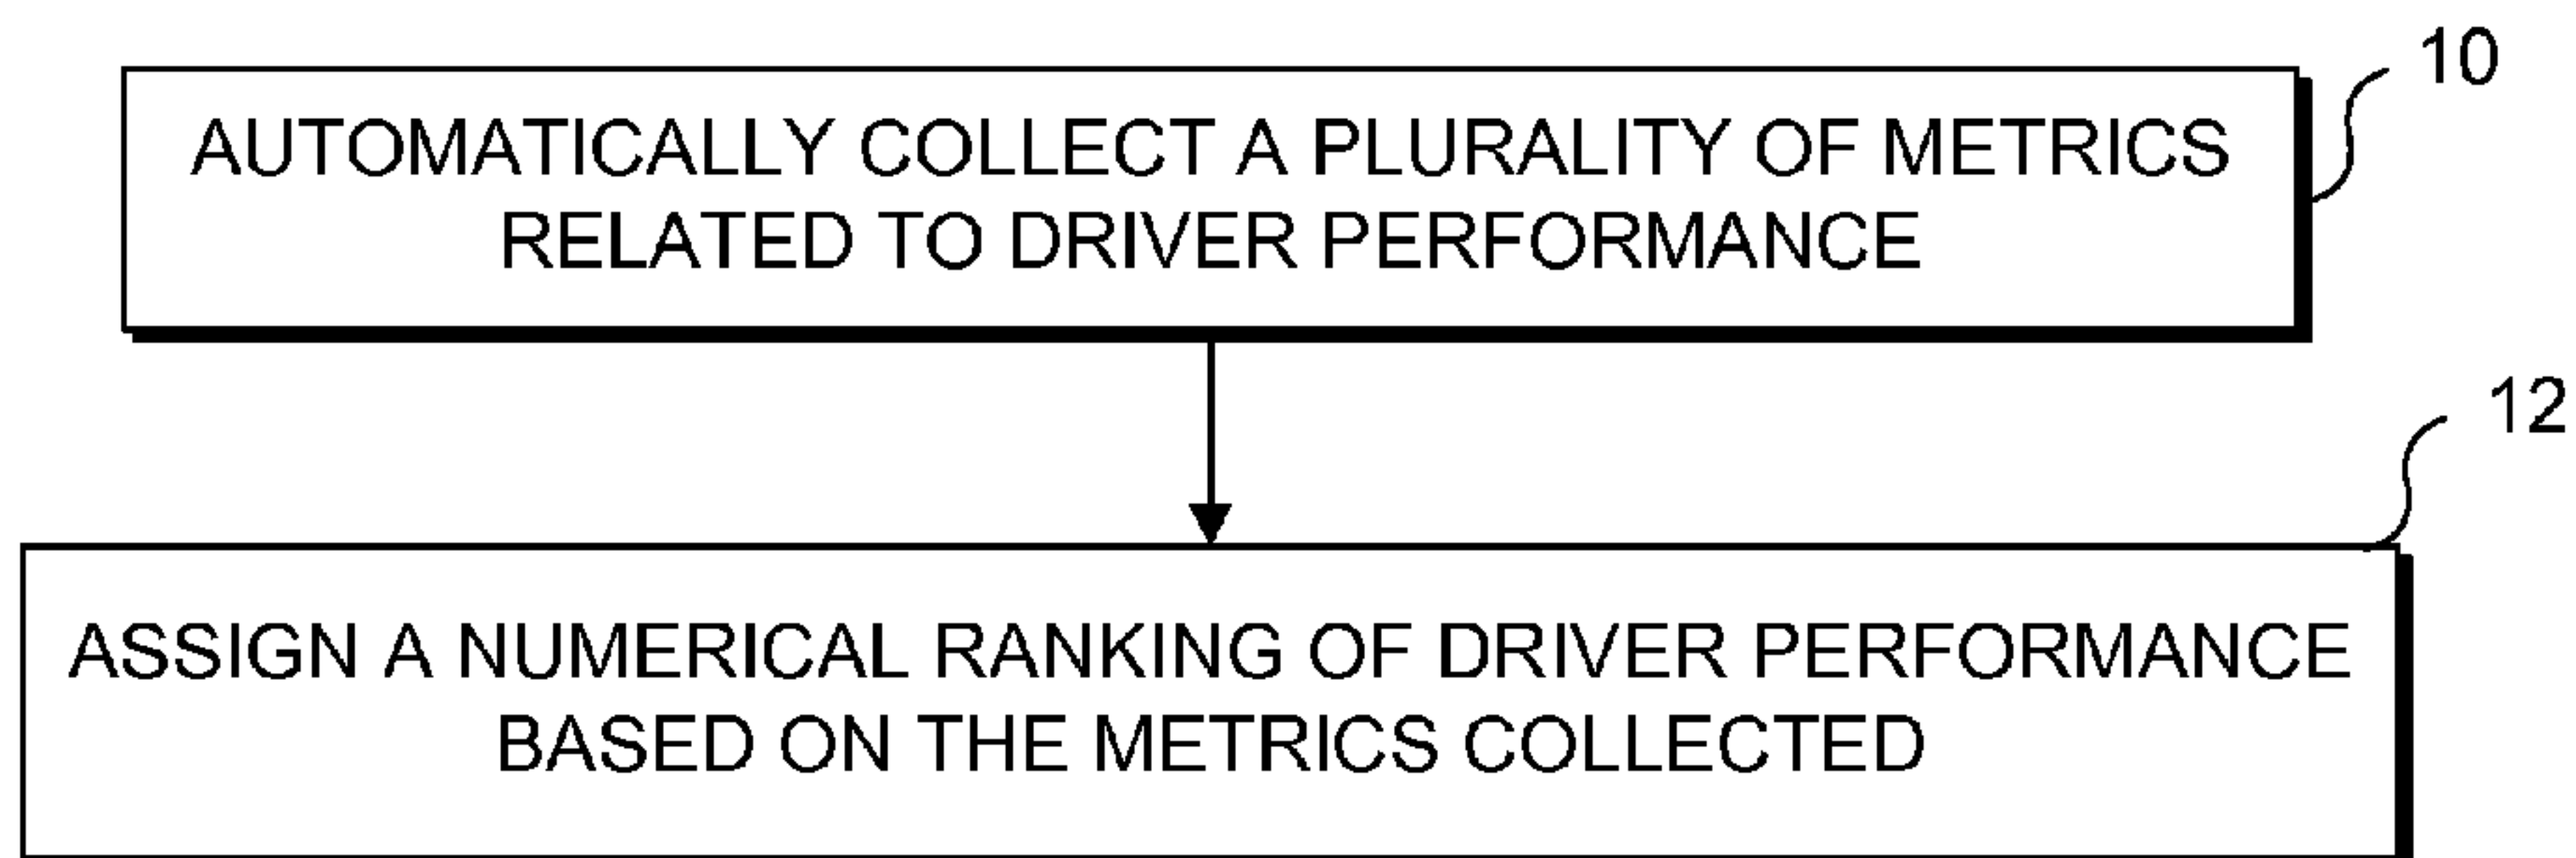 10
AUTOMATICALLY COLLECT A PLURALITY OF METRICS
RELATED TO DRIVER PERFORMANCE
12
ASSIGN A NUMERICAL RANKING OF DRIVER PERFORMANCE
BASED ON THE METRICS COLLECTED